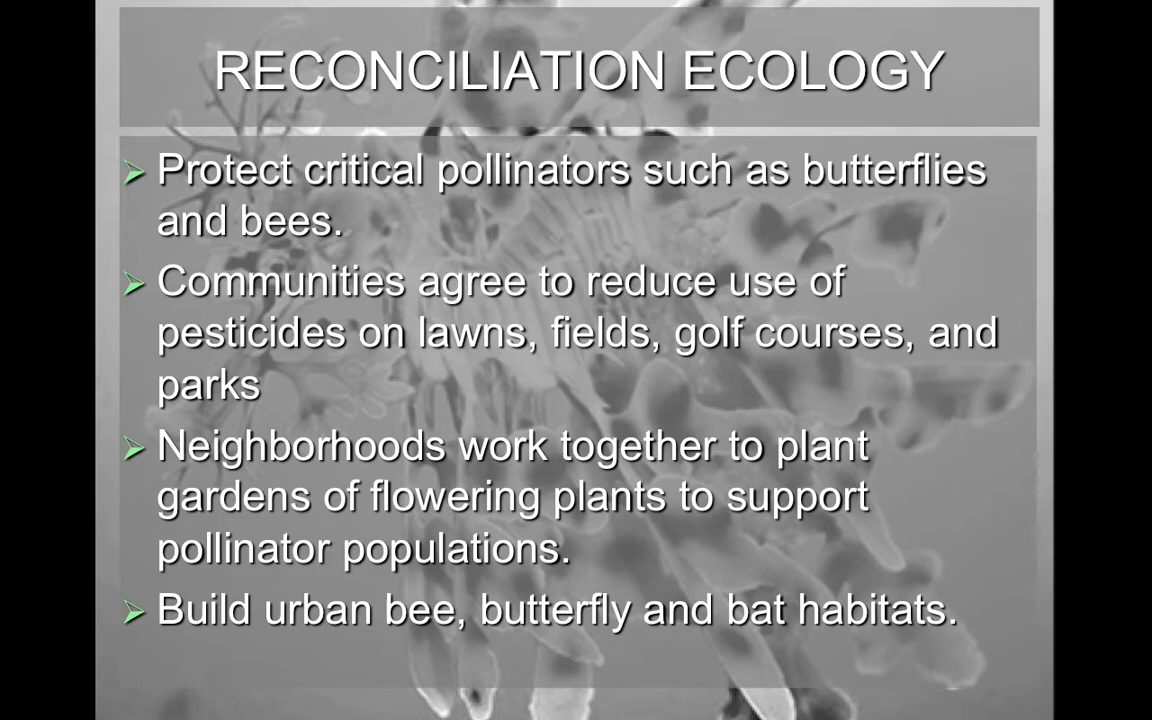 RECONCILIATION ECOLOGY
Protect critical pollinators such as butterflies
and bees.
Communities agree to reduce use of
pesticides on lawns, fields, golf courses, and
parks
Neighborhoods work together to plant
gardens of flowering plants to support
pollinator populations.
Build urban bee, butterfly and bat habitats.